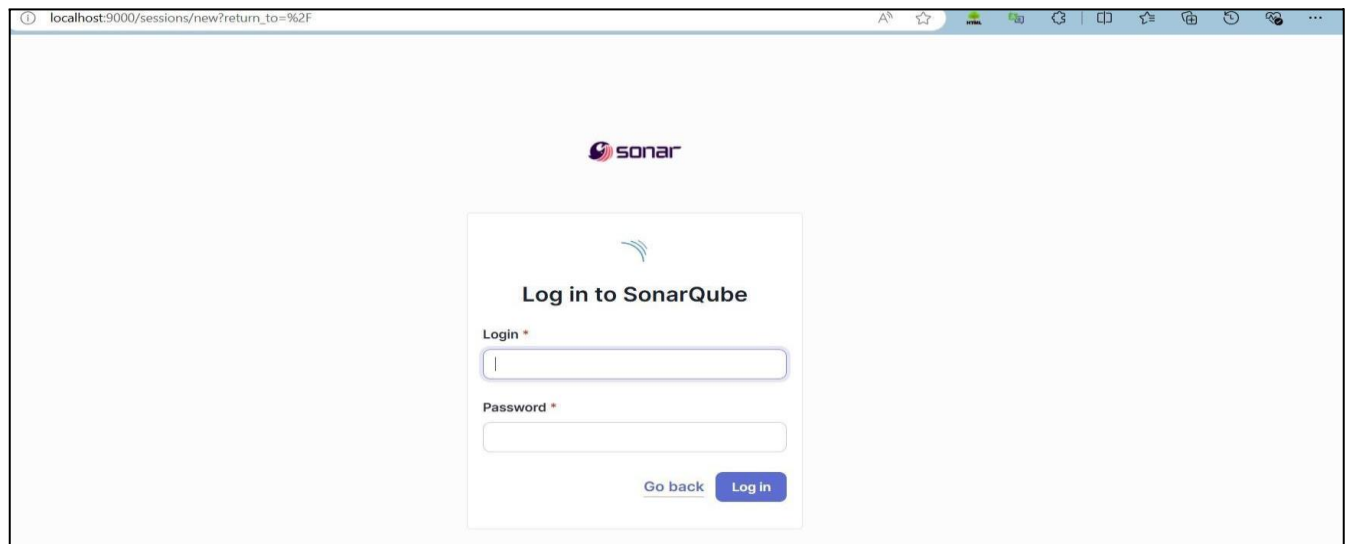 localhost:9000/sessions/new?return_to=%2F
sonar
Log in to SonarQube
Login *
Password *
Go back Log in